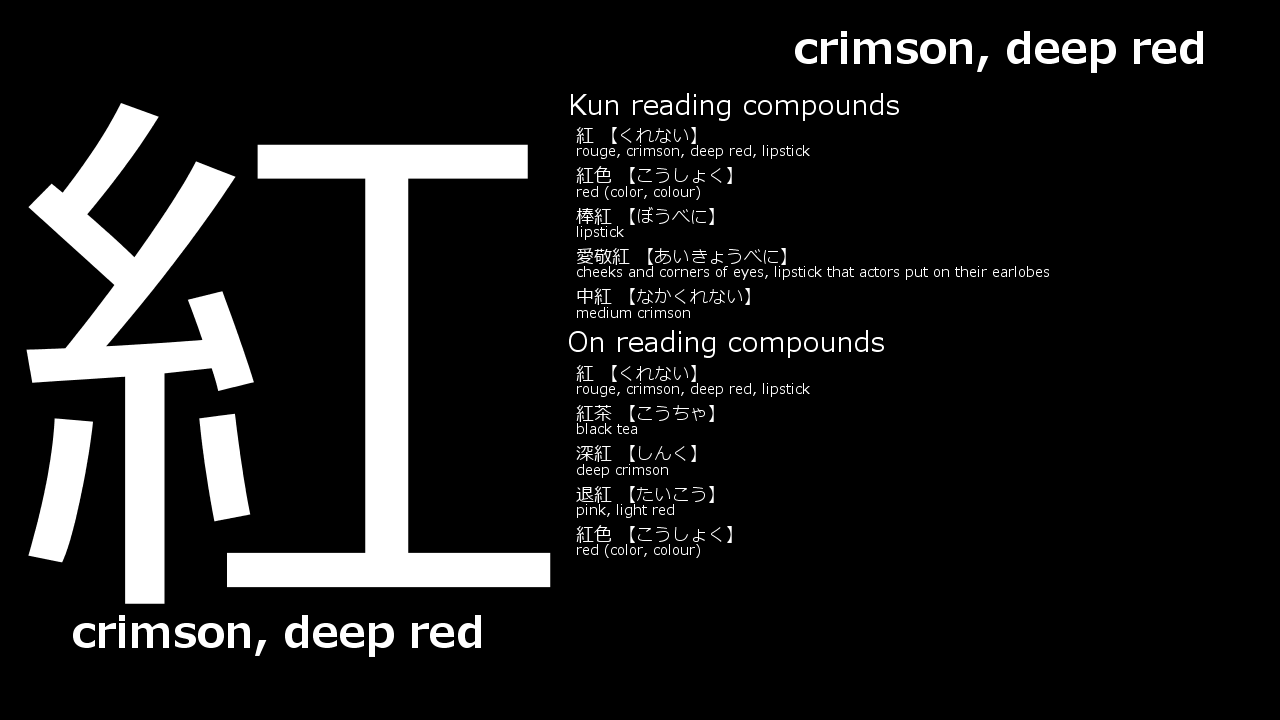 crimson, deep red
紅
Kun reading compounds
紅 【くれない】
rouge, crimson, deep red, lipstick
紅色 【こうしょく】
red (color, colour)
棒紅 【ぼうべに】
lipstick
愛敬紅 【あいきょうべに】
cheeks and corners of eyes, lipstick that actors put on their earlobes
中紅 【なかくれない】
medium crimson
On reading compounds
紅 【くれない】
rouge, crimson, deep red, lipstick
紅茶 【こうちゃ】
black tea
深紅 【しんく】
deep crimson
退紅 【たいこう】
pink, light red
紅色 【こうしょく】
red (color, colour)
crimson, deep red